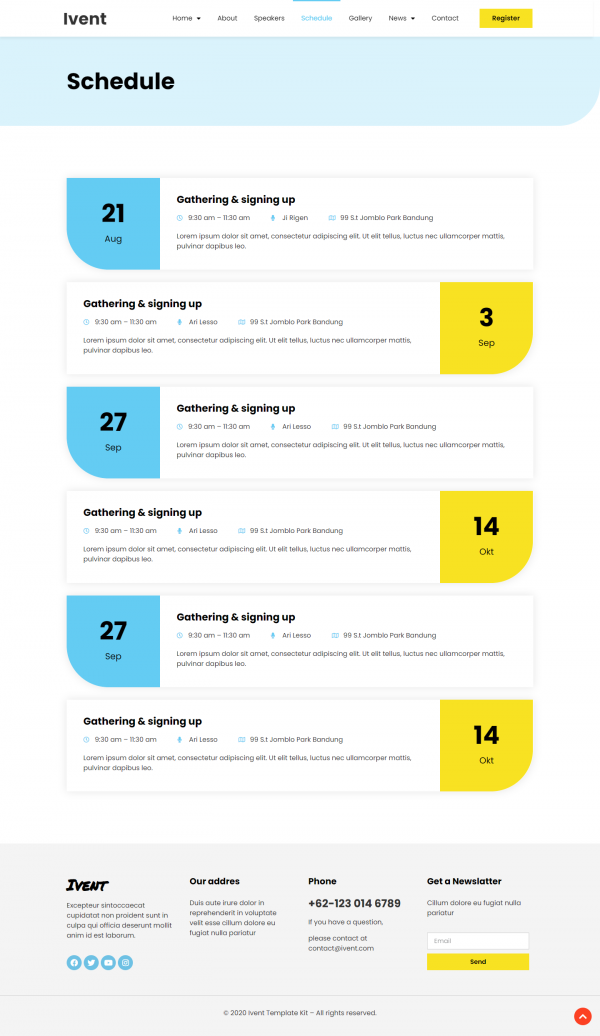 Ivent
Home About Speakers Schedule Gallery News Contact Register
Schedule
21
Aug
Gathering & signing up
9:30 am – 11:30 am Ji Rigen 99 S.t Jomblo Park Bandung
Lorem ipsum dolor sit amet, consectetur adipiscing elit. Ut elit tellus, luctus nec ullamcorper mattis,
pulvinar dapibus leo.
Gathering & signing up
9:30 am – 11:30 am Ari Lesso 99 S.t Jomblo Park Bandung
Lorem ipsum dolor sit amet, consectetur adipiscing elit. Ut elit tellus, luctus nec ullamcorper mattis,
pulvinar dapibus leo.
3
Sep
27
Sep
Gathering & signing up
9:30 am – 11:30 am Ari Lesso 99 S.t Jomblo Park Bandung
Lorem ipsum dolor sit amet, consectetur adipiscing elit. Ut elit tellus, luctus nec ullamcorper mattis,
pulvinar dapibus leo.
Gathering & signing up
9:30 am – 11:30 am Ari Lesso 99 S.t Jomblo Park Bandung
Lorem ipsum dolor sit amet, consectetur adipiscing elit. Ut elit tellus, luctus nec ullamcorper mattis,
pulvinar dapibus leo.
14
Okt
27
Sep
Gathering & signing up
9:30 am – 11:30 am Ari Lesso 99 S.t Jomblo Park Bandung
Lorem ipsum dolor sit amet, consectetur adipiscing elit. Ut elit tellus, luctus nec ullamcorper mattis,
pulvinar dapibus leo.
Gathering & signing up
9:30 am – 11:30 am Ari Lesso 99 S.t Jomblo Park Bandung
Lorem ipsum dolor sit amet, consectetur adipiscing elit. Ut elit tellus, luctus nec ullamcorper mattis,
pulvinar dapibus leo.
14
Okt
Ivent
Excepteur sintoccaecat
cupidatat non proident sunt in
culpa qui officia deserunt mollit
anim id est laborum.
Our addres
Duis aute irure dolor in
reprehenderit in voluptate
velit esse cillum dolore eu
fugiat nulla pariatur
Phone
+62-123 014 6789
If you have a question,
please contact at
contact@ivent.com
Get a Newslatter
Cillum dolore eu fugiat nulla
pariatur
Email
Send
© 2020 Ivent Template Kit – All rights reserved.